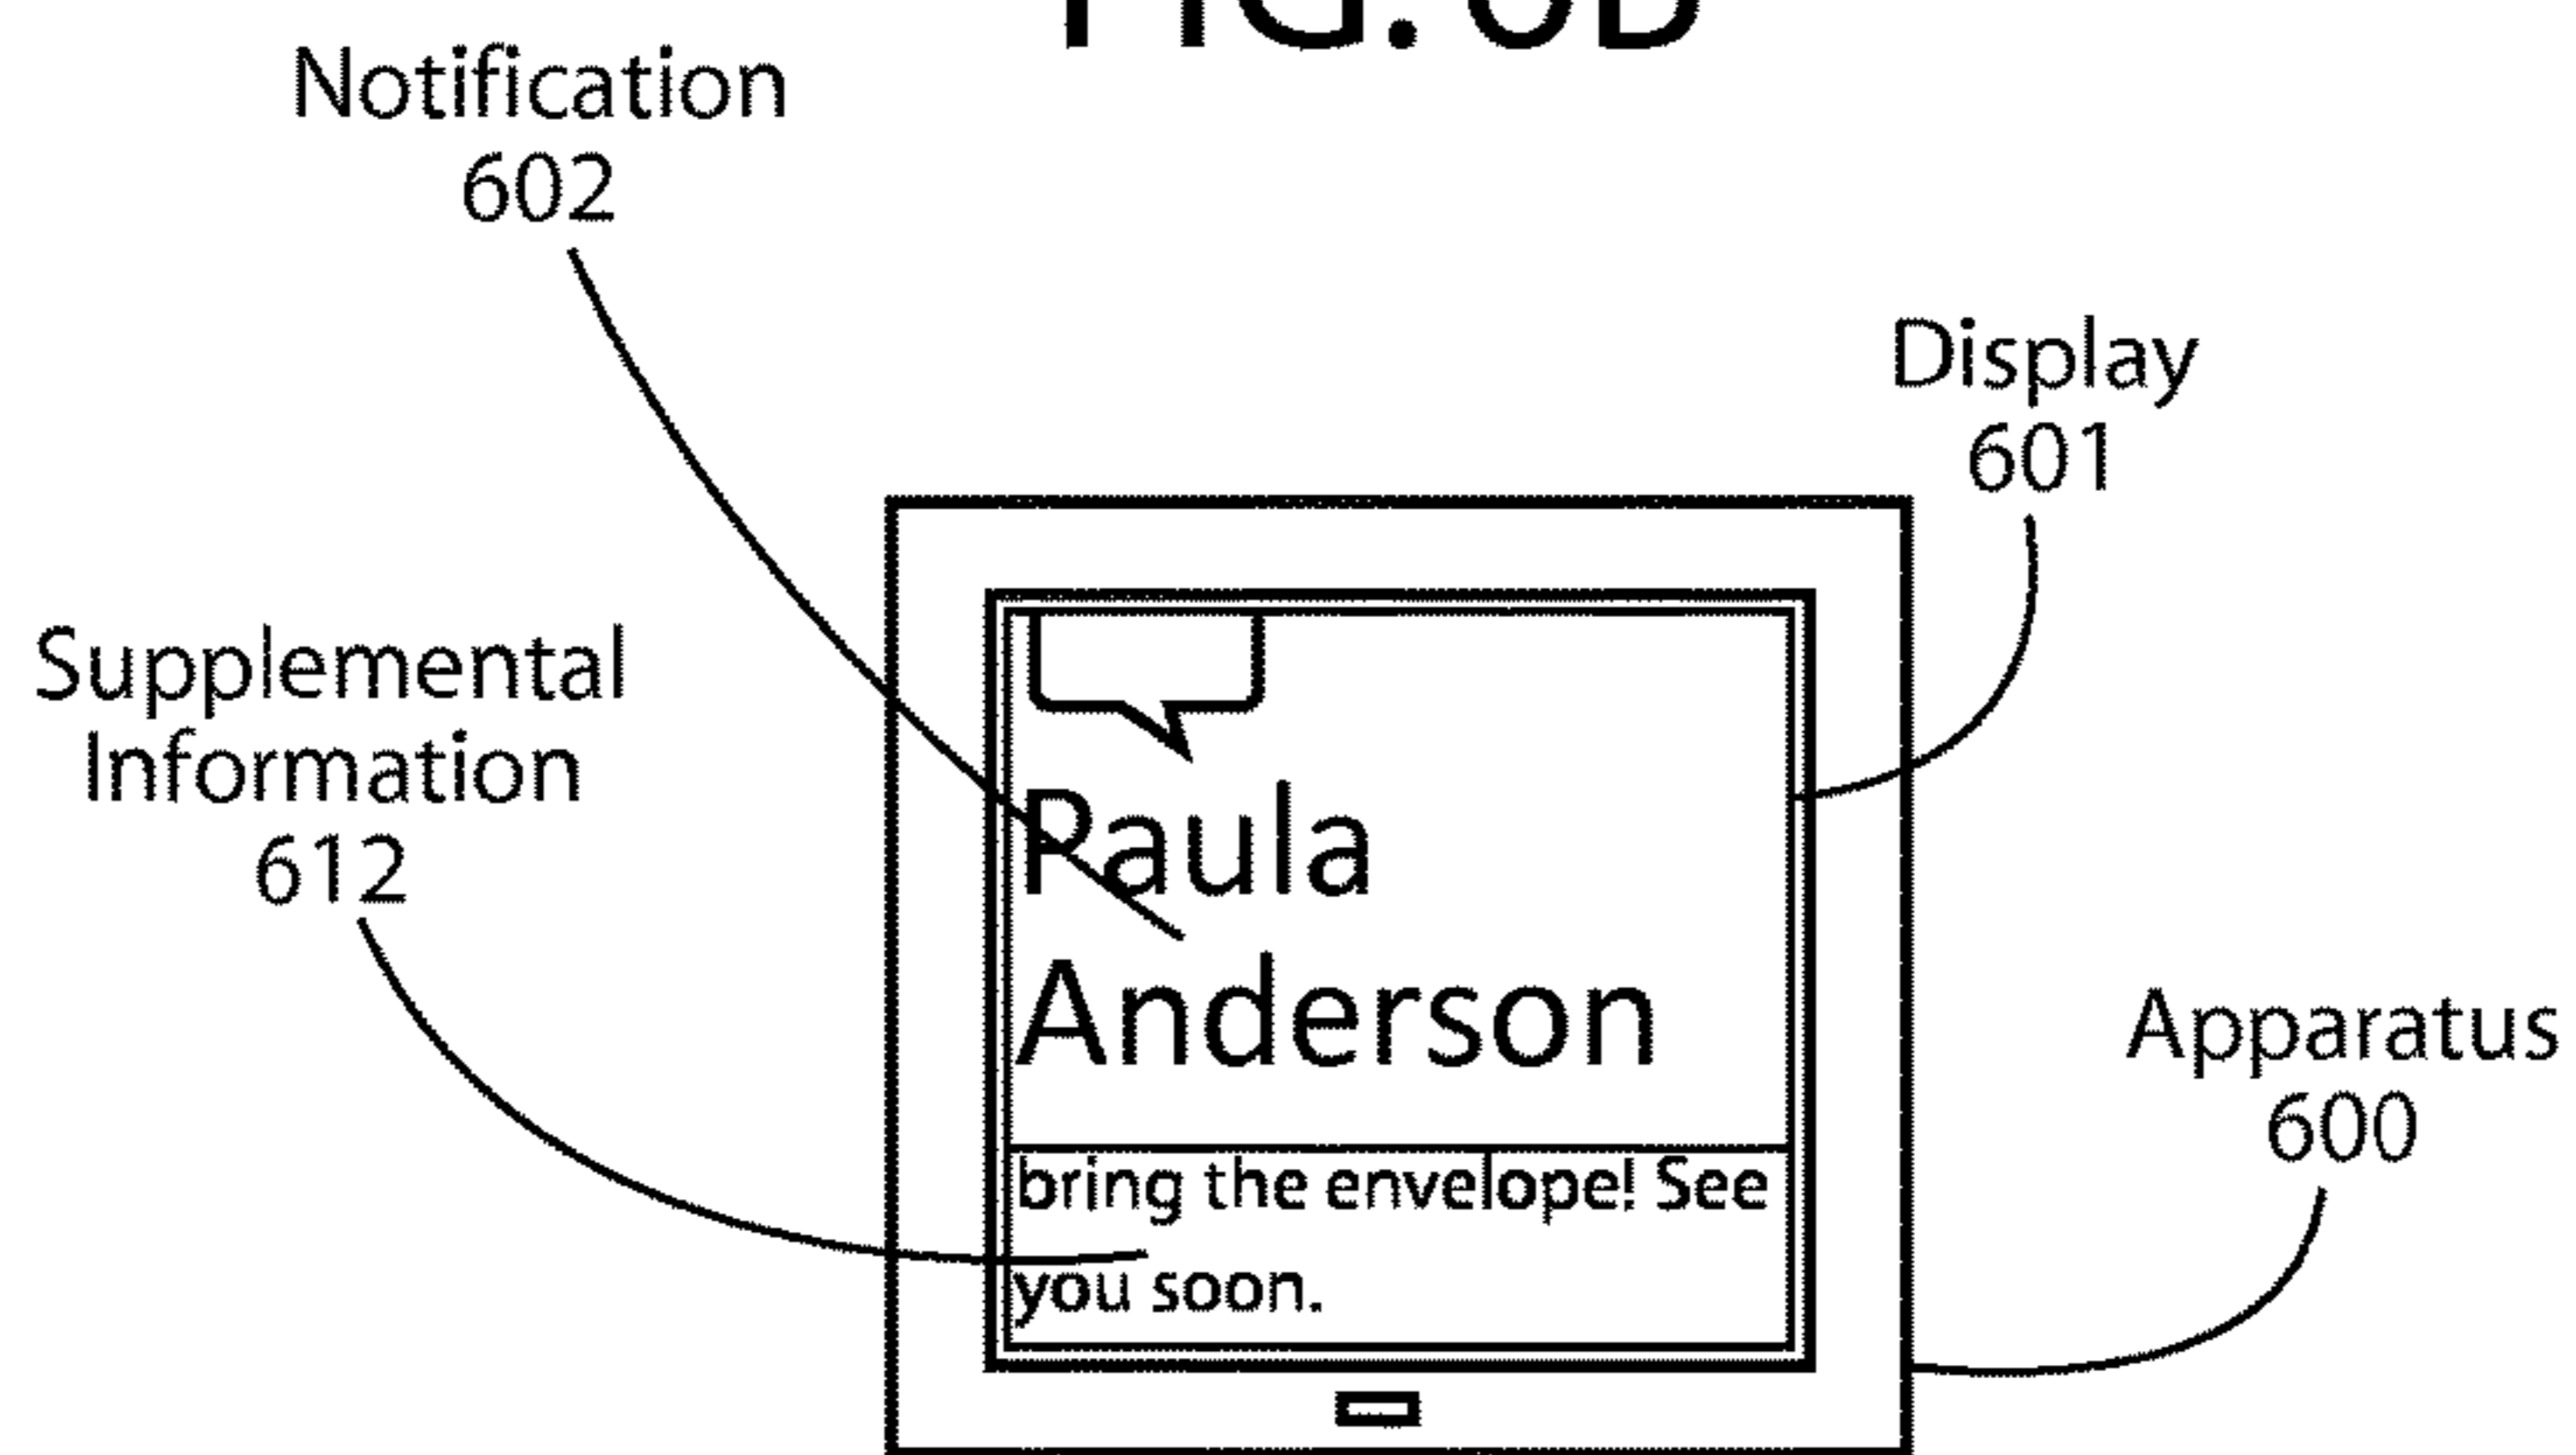 Notification
602
Display
601
Supplemental
Information
612
Paula
Anderson
Apparatus
600
bring the envelope! See
you soon.